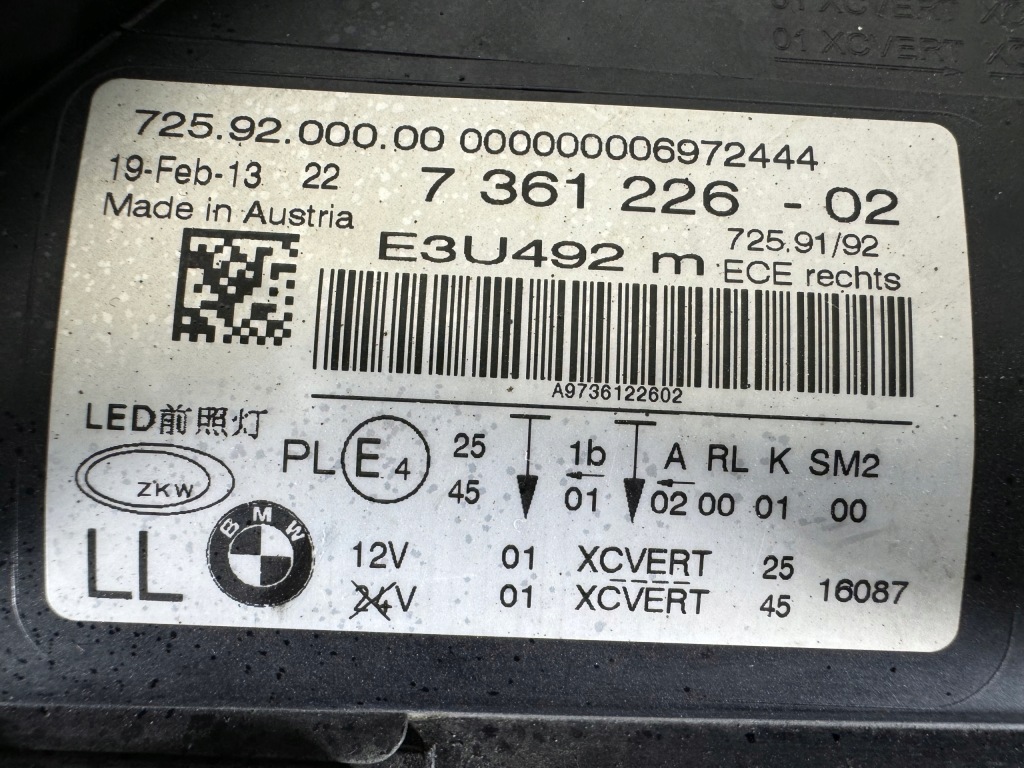 01 XCVERT
01 XCVERT
725.92.000.00 000000006972444
19-Feb-13 22 7 361 226 - 02
Made in Austria
E3U492 m 725.91/92
ECE rechts
A9736122602
LED前照灯
ZKW
PL E4 25 1b A RL K SM2
45 01 02 00 01 00
LL BMW
12V 01 XCVERT 25
24V 01 XCVERT 45 16087